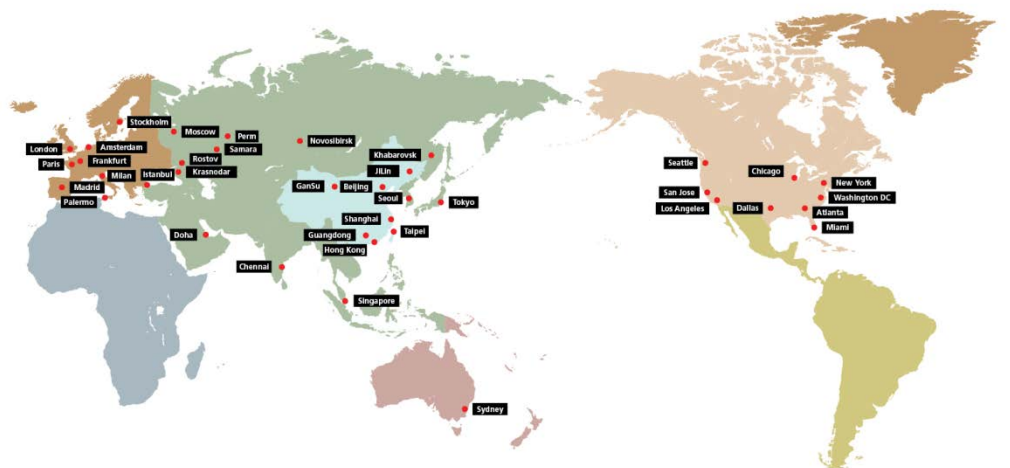 Stockholm
Moscow
Perm
London
Amsterdam
Samara
Novosibirsk
Khabarovsk
Paris
Frankfurt
Rostov
Milan
Istanbul
Krasnodar
JiLin
Madrid
GanSu
Beijing
Palermo
Seoul
Tokyo
Shanghai
Doha
Guangdong
Taipei
Hong Kong
Chennai
Singapore
Sydney
Seattle
Chicago
New York
San Jose
Washington DC
Los Angeles
Dallas
Atlanta
Miami